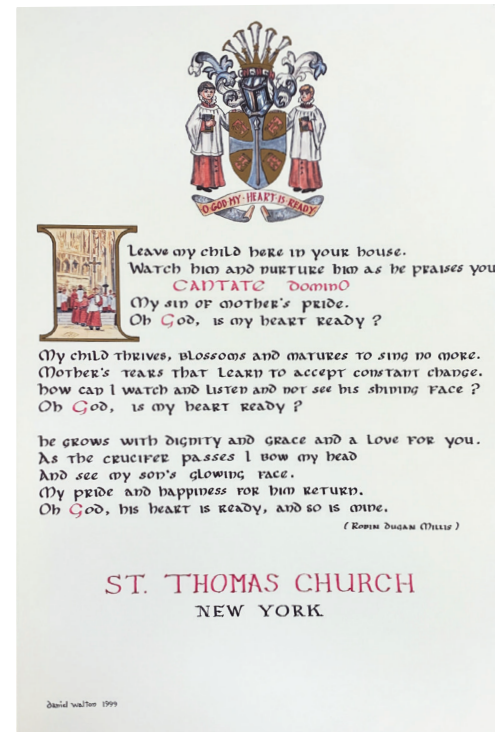 O GOD·MY·HEART·IS·READY
I Leave my child here in your house.
Watch him and nurture him as he praises you
CANTATE DOMINO
My sin of mother's pride.
Oh God, is my heart ready?
My child thrives, blossoms and matures to sing no more.
Mother's tears that learn to accept constant change.
how can I watch and listen and not see his shining face?
Oh God, is my heart ready?
he grows with dignity and grace and a love for you.
As the crucifer passes I bow my head
And see my son's glowing face.
My pride and happiness for him return.
Oh God, his heart is ready, and so is mine.
(Robin Dugan Millis)
ST. THOMAS CHURCH
NEW YORK
daniel walton 1999